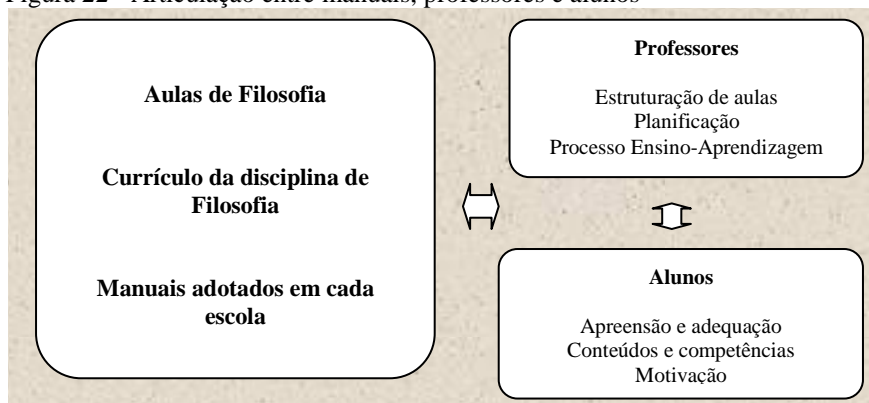 Figura 22 - Articulação entre manuais, professores e alunos
Aulas de Filosofia
Currículo da disciplina de
Filosofia
Manuais adotados em cada
escola
Professores
Estruturação de aulas
Planificação
Processo Ensino-Aprendizagem
Alunos
Apreensão e adequação
Conteúdos e competências
Motivação